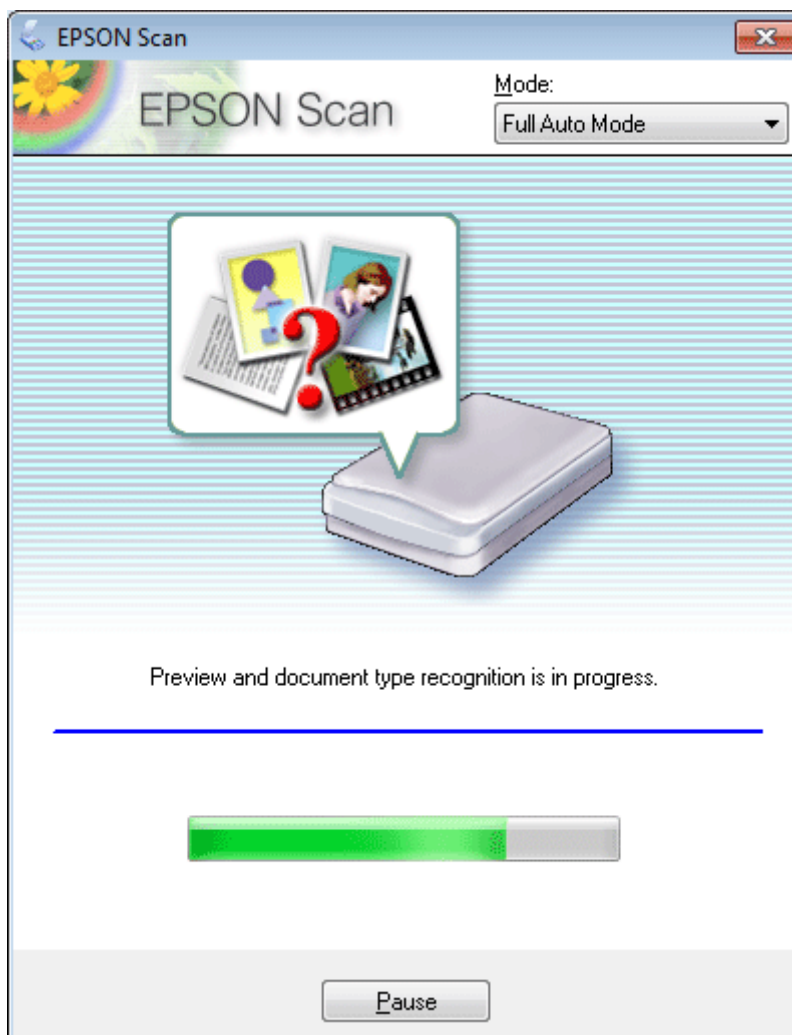 EPSON Scan
EPSON Scan
Mode:
Full Auto Mode
?
Preview and document type recognition is in progress.
Pause